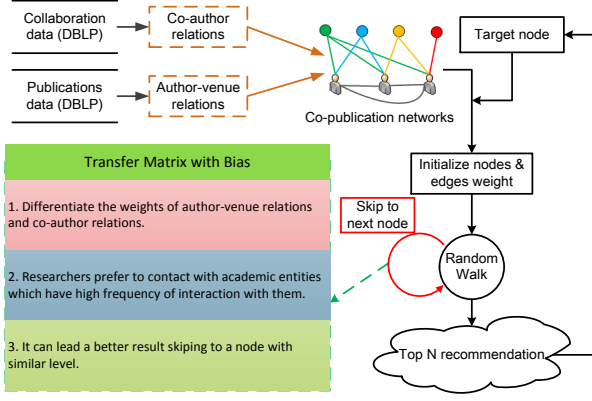 Collaboration
data (DBLP)
Co-author
relations
Target node
Publications
data (DBLP)
Author-venue
relations
Co-publication networks
Transfer Matrix with Bias
1. Differentiate the weights of author-venue relations
and co-author relations.
2. Researchers prefer to contact with academic entities
which have high frequency of interaction with them.
3. It can lead a better result skiping to a node with
similar level.
Initialize nodes &
edges weight
Skip to
next node
Random
Walk
Top N recommendation